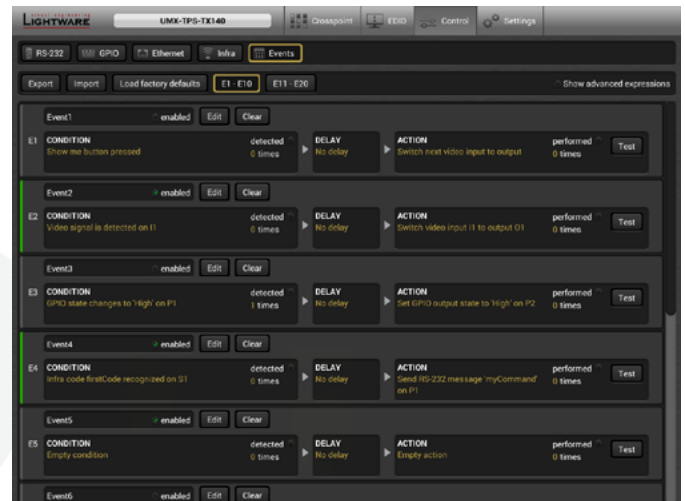 visual engineering
LIGHTWARE UMX-TPS-TX140 Crosspoint EDID Control Settings
RS-232 GPIO Ethernet Infra Events
Export Import Load factory defaults E1 - E10 E11 - E20 Show advanced expressions
Event1 enabled Edit Clear
E1 CONDITION detected DELAY ACTION performed Test
Show me button pressed 0 times No delay Switch next video input to output 0 times
Event2 enabled Edit Clear
E2 CONDITION detected DELAY ACTION performed Test
Video signal is detected on I1 0 times No delay Switch video input I1 to output O1 0 times
Event3 enabled Edit Clear
E3 CONDITION detected DELAY ACTION performed Test
GPIO state changes to 'High' on P1 1 times No delay Set GPIO output state to 'High' on P2 0 times
Event4 enabled Edit Clear
E4 CONDITION detected DELAY ACTION performed Test
Infra code firstCode recognized on S1 0 times No delay Send RS-232 message 'myCommand' 0 times
on P1
Event5 enabled Edit Clear
E5 CONDITION detected DELAY ACTION performed Test
Empty condition 0 times No delay Empty action 0 times
Event6 enabled Edit Clear